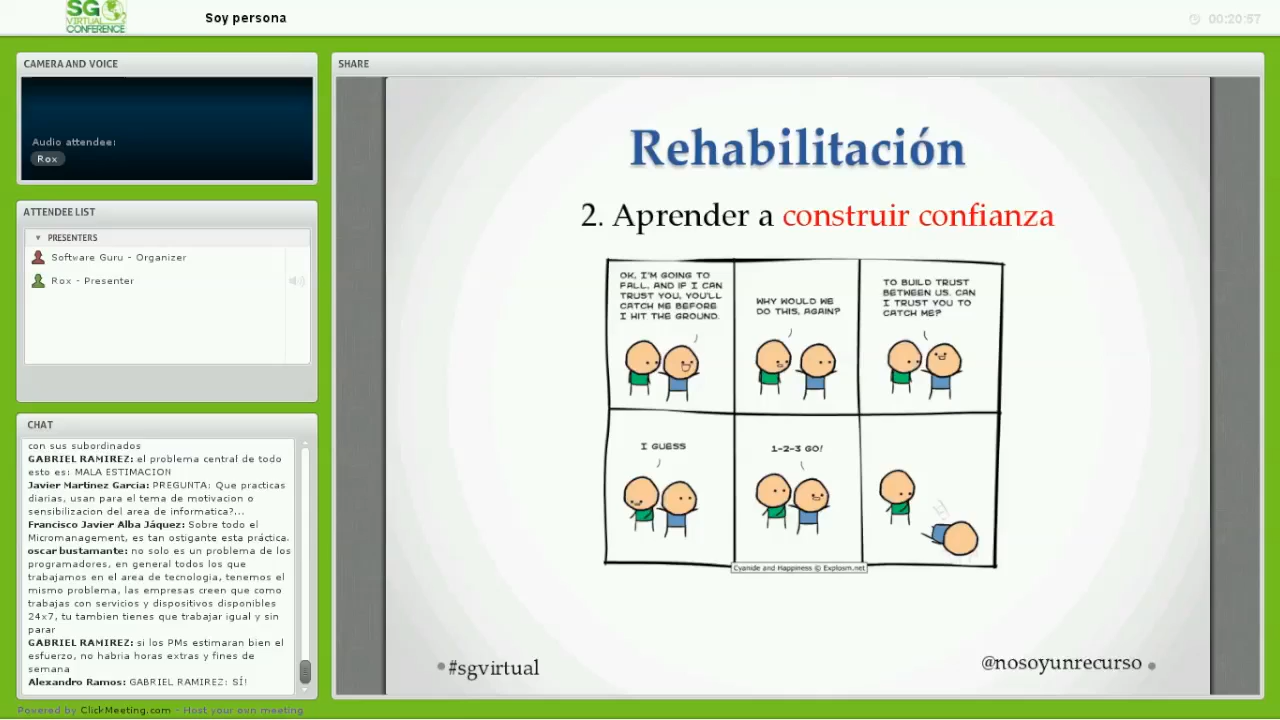 SG
VIRTUAL
CONFERENCE
Soy persona
00:20:57
CAMERA AND VOICE
Audio attendee:
Rox
ATTENDEE LIST
PRESENTERS
Software Guru - Organizer
Rox - Presenter
CHAT
con sus subordinados
GABRIEL RAMIREZ: el problema central de todo
esto es: MALA ESTIMACION
Javier Martinez Garcia: PREGUNTA: Que practicas
diarias, usan para el tema de motivacion o
sensibilizacion del area de informatica?...
Francisco Javier Alba Jáquez: Sobre todo el
Micromanagement, es tan ostigante esta práctica.
oscar bustamante: no solo es un problema de los
programadores, en general todos los que
trabajamos en el area de tecnologia, tenemos el
mismo problema, las empresas creen que como
trabajas con servicios y dispositivos disponibles
24x7, tu tambien tienes que trabajar igual y sin
parar
GABRIEL RAMIREZ: si los PMs estimaran bien el
esfuerzo, no habria horas extras y fines de
semana
Alexandro Ramos: GABRIEL RAMIREZ: SÍ!
Powered by ClickMeeting.com - Host your own meeting
SHARE
Rehabilitación
2. Aprender a construir confianza
OK, I'M GOING TO
FALL, AND IF I CAN
TRUST YOU, YOU'LL
CATCH ME BEFORE
I HIT THE GROUND.
WHY WOULD WE
DO THIS, AGAIN?
TO BUILD TRUST
BETWEEN US. CAN
I TRUST YOU TO
CATCH ME?
I GUESS
1-2-3 GO!
Cyanide and Happiness © Explosm.net
#sgvirtual
@nosoyunrecurso